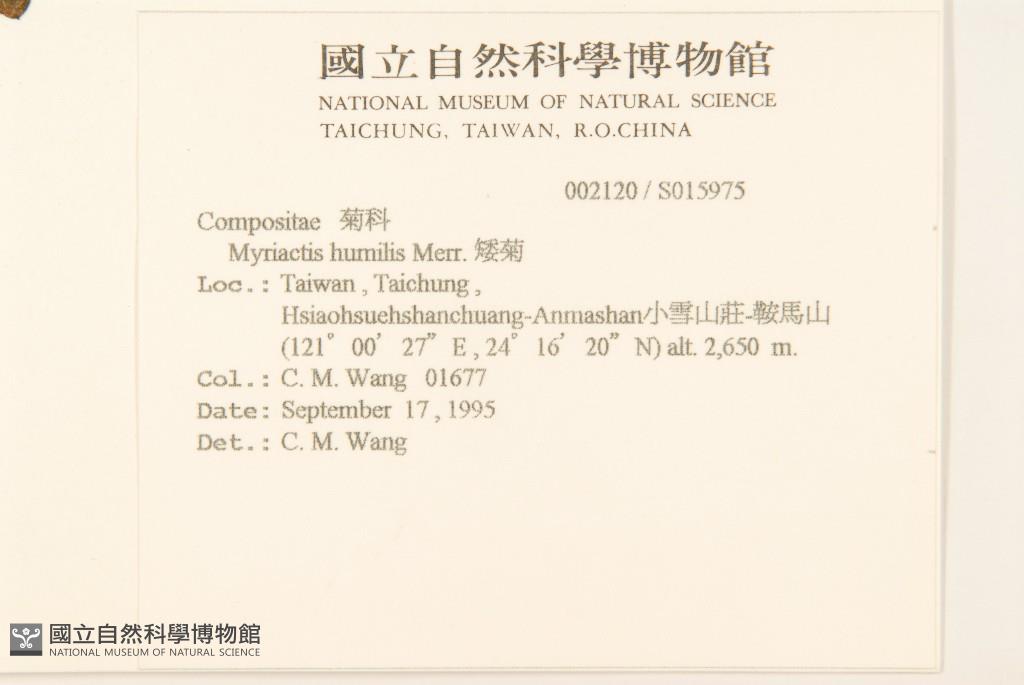 國立自然科學博物館
NATIONAL MUSEUM OF NATURAL SCIENCE
TAICHUNG, TAIWAN, R.O.CHINA
002120 / S015975
Compositae 菊科
Myriactis humilis Merr. 矮菊
Loc.: Taiwan , Taichung ,
Hsiaohsuehshanchuang-Anmashan小雪山莊-鞍馬山
(121° 00′ 27″ E , 24° 16′ 20″ N) alt. 2,650 m.
Col.: C. M. Wang 01677
Date: September 17 , 1995
Det.: C. M. Wang
國立自然科學博物館
NATIONAL MUSEUM OF NATURAL SCIENCE